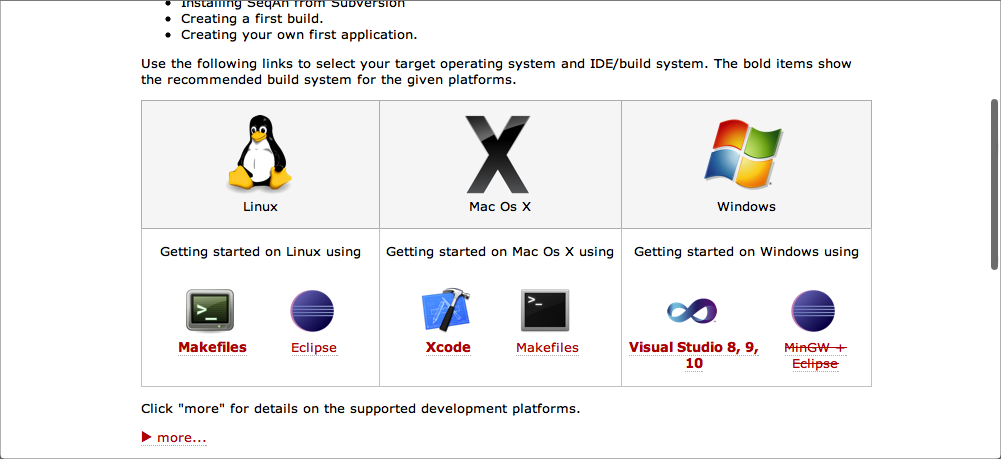 Installing SeqAn from Subversion
Creating a first build.
Creating your own first application.
Use the following links to select your target operating system and IDE/build system. The bold items show
the recommended build system for the given platforms.
Linux
Mac Os X
Windows
Getting started on Linux using
Getting started on Mac Os X using
Getting started on Windows using
Makefiles
Eclipse
Xcode
Makefiles
Visual Studio 8, 9,
10
MinGW +
Eclipse
Click "more" for details on the supported development platforms.
more...